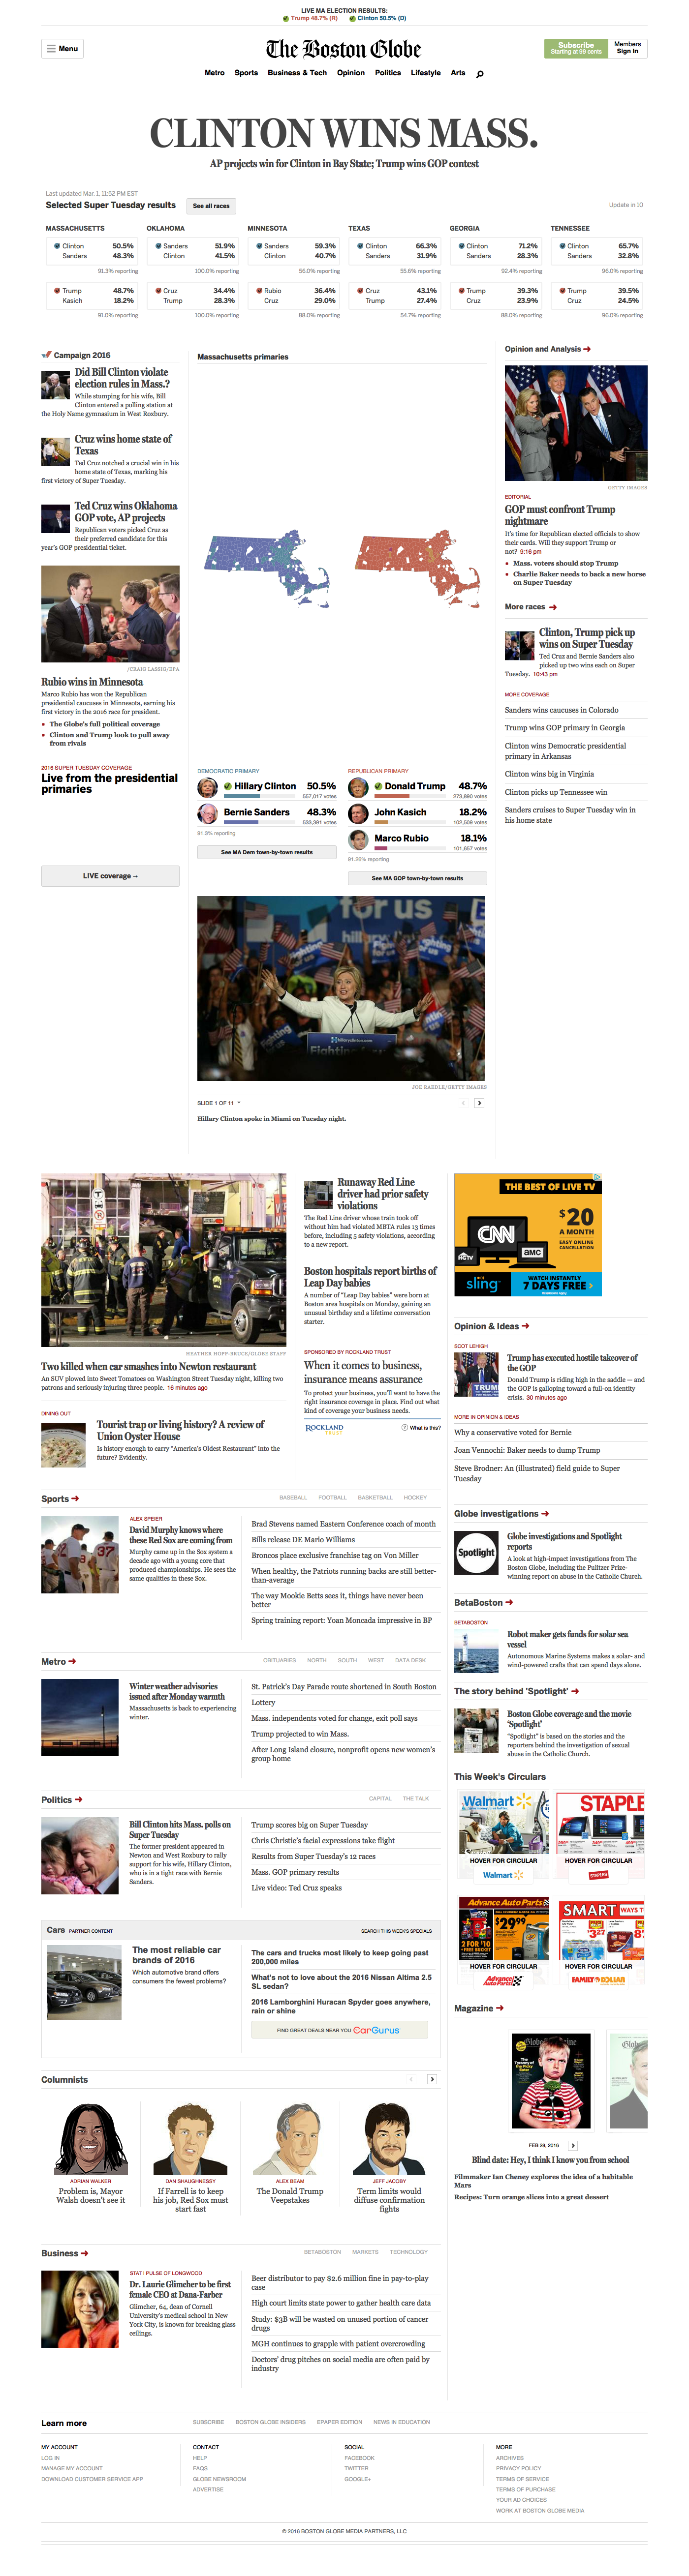 LIVE MA ELECTION RESULTS:
Trump 48.7% (R) Clinton 50.5% (D)
Menu
The Boston Globe
Subscribe
Starting at 99 cents
Members
Sign In
Metro Sports Business & Tech Opinion Politics Lifestyle Arts
CLINTON WINS MASS.
AP projects win for Clinton in Bay State; Trump wins GOP contest
Last updated Mar. 1, 11:52 PM EST
Selected Super Tuesday results
See all races
Update in 10
MASSACHUSETTS
Clinton 50.5%
Sanders 48.3%
91.3% reporting
Trump 48.7%
Kasich 18.2%
91.0% reporting
OKLAHOMA
Sanders 51.9%
Clinton 41.5%
100.0% reporting
Cruz 34.4%
Trump 28.3%
100.0% reporting
MINNESOTA
Sanders 59.3%
Clinton 40.7%
56.0% reporting
Rubio 36.4%
Cruz 29.0%
88.0% reporting
TEXAS
Clinton 66.3%
Sanders 31.9%
55.6% reporting
Cruz 43.1%
Trump 27.4%
54.7% reporting
GEORGIA
Clinton 71.2%
Sanders 28.3%
92.4% reporting
Trump 39.3%
Cruz 23.9%
88.0% reporting
TENNESSEE
Clinton 65.7%
Sanders 32.8%
96.0% reporting
Trump 39.5%
Cruz 24.5%
96.0% reporting
Campaign 2016
Did Bill Clinton violate
election rules in Mass.?
While stumping for his wife, Bill
Clinton entered a polling station at
the Holy Name gymnasium in West Roxbury.
Cruz wins home state of
Texas
Ted Cruz notched a crucial win in his
home state of Texas, marking his
first victory of Super Tuesday.
Ted Cruz wins Oklahoma
GOP vote, AP projects
Republican voters picked Cruz as
their preferred candidate for this
year's GOP presidential ticket.
/CRAIG LASSIG/EPA
Rubio wins in Minnesota
Marco Rubio has won the Republican
presidential caucuses in Minnesota, earning his
first victory in the 2016 race for president.
The Globe's full political coverage
Clinton and Trump look to pull away
from rivals
2016 SUPER TUESDAY COVERAGE
Live from the presidential
primaries
LIVE coverage →
Massachusetts primaries
DEMOCRATIC PRIMARY
Hillary Clinton 50.5%
557,017 votes
Bernie Sanders 48.3%
533,361 votes
91.3% reporting
See MA Dem town-by-town results
REPUBLICAN PRIMARY
Donald Trump 48.7%
273,890 votes
John Kasich 18.2%
102,509 votes
Marco Rubio 18.1%
101,657 votes
91.26% reporting
See MA GOP town-by-town results
for us
Fighting
HillaryClinton.com
JOE RAEDLE/GETTY IMAGES
SLIDE 1 OF 11
Hillary Clinton spoke in Miami on Tuesday night.
Opinion and Analysis
GETTY IMAGES
EDITORIAL
GOP must confront Trump
nightmare
It's time for Republican elected officials to show
their cards. Will they support Trump or
not? 9:16 pm
Mass. voters should stop Trump
Charlie Baker needs to back a new horse
on Super Tuesday
More races
Clinton, Trump pick up
wins on Super Tuesday
Ted Cruz and Bernie Sanders also
picked up two wins each on Super
Tuesday. 10:43 pm
MORE COVERAGE
Sanders wins caucuses in Colorado
Trump wins GOP primary in Georgia
Clinton wins Democratic presidential
primary in Arkansas
Clinton wins big in Virginia
Clinton picks up Tennessee win
Sanders cruises to Super Tuesday win in
his home state
HEATHER HOPP-BRUCE/GLOBE STAFF
Two killed when car smashes into Newton restaurant
An SUV plowed into Sweet Tomatoes on Washington Street Tuesday night, killing two
patrons and seriously injuring three people. 16 minutes ago
DINING OUT
Tourist trap or living history? A review of
Union Oyster House
Is history enough to carry "America's Oldest Restaurant" into the
future? Evidently.
Runaway Red Line
driver had prior safety
violations
The Red Line driver whose train took off
without him had violated MBTA rules 13 times
before, including 5 safety violations, according
to a new report.
Boston hospitals report births of
Leap Day babies
A number of "Leap Day babies" were born at
Boston area hospitals on Monday, gaining an
unusual birthday and a lifetime conversation
starter.
SPONSORED BY ROCKLAND TRUST
When it comes to business,
insurance means assurance
To protect your business, you'll want to have the
right insurance coverage in place. Find out what
kind of coverage your business needs.
ROCKLAND
TRUST
What is this?
THE BEST OF LIVE TV
CNN
HGTV
amc
$20
A MONTH
EASY ONLINE
CANCELLATION
sling
WATCH INSTANTLY
7 DAYS FREE
Opinion & Ideas
SCOT LEHIGH
TRUMP
Trump has executed hostile takeover of
the GOP
Donald Trump is riding high in the saddle — and
the GOP is galloping toward a full-on identity
crisis. 30 minutes ago
MORE IN OPINION & IDEAS
Why a conservative voted for Bernie
Joan Vennochi: Baker needs to dump Trump
Steve Brodner: An (illustrated) field guide to Super
Tuesday
Globe investigations
Spotlight
Globe investigations and Spotlight
reports
A look at high-impact investigations from The
Boston Globe, including the Pulitzer Prize-
winning report on abuse in the Catholic Church.
BetaBoston
BETABOSTON
Robot maker gets funds for solar sea
vessel
Autonomous Marine Systems makes a solar- and
wind-powered crafts that can spend days alone.
The story behind 'Spotlight'
Boston Globe coverage and the movie
'Spotlight'
"Spotlight" is based on the stories and the
reporters behind the investigation of sexual
abuse in the Catholic Church.
This Week's Circulars
Walmart
HOVER FOR CIRCULAR
Walmart
STAPLE
HOVER FOR CIRCULAR
STAPLES
Advance Auto Parts
$29.99
2 FOR $10
HOVER FOR CIRCULAR
Advance Auto Parts
SMART WAYS T
HOVER FOR CIRCULAR
FAMILY DOLLAR
Magazine
FEB 28, 2016
Blind date: Hey, I think I know you from school
Filmmaker Ian Cheney explores the idea of a habitable
Mars
Recipes: Turn orange slices into a great dessert
Sports
BASEBALL FOOTBALL BASKETBALL HOCKEY
ALEX SPEIER
David Murphy knows where
these Red Sox are coming from
Murphy came up in the Sox system a
decade ago with a young core that
produced championships. He sees the
same qualities in these Sox.
Brad Stevens named Eastern Conference coach of month
Bills release DE Mario Williams
Broncos place exclusive franchise tag on Von Miller
When healthy, the Patriots running backs are still better-
than-average
The way Mookie Betts sees it, things have never been
better
Spring training report: Yoan Moncada impressive in BP
Metro
OBITUARIES NORTH SOUTH WEST DATA DESK
Winter weather advisories
issued after Monday warmth
Massachusetts is back to experiencing
winter.
St. Patrick's Day Parade route shortened in South Boston
Lottery
Mass. independents voted for change, exit poll says
Trump projected to win Mass.
After Long Island closure, nonprofit opens new women's
group home
Politics
CAPITAL THE TALK
Bill Clinton hits Mass. polls on
Super Tuesday
The former president appeared in
Newton and West Roxbury to rally
support for his wife, Hillary Clinton,
who is in a tight race with Bernie
Sanders.
Trump scores big on Super Tuesday
Chris Christie's facial expressions take flight
Results from Super Tuesday's 12 races
Mass. GOP primary results
Live video: Ted Cruz speaks
Cars PARTNER CONTENT
SEARCH THIS WEEK'S SPECIALS
The most reliable car
brands of 2016
Which automotive brand offers
consumers the fewest problems?
The cars and trucks most likely to keep going past
200,000 miles
What's not to love about the 2016 Nissan Altima 2.5
SL sedan?
2016 Lamborghini Huracan Spyder goes anywhere,
rain or shine
FIND GREAT DEALS NEAR YOU CarGurus
Columnists
ADRIAN WALKER
Problem is, Mayor
Walsh doesn't see it
DAN SHAUGHNESSY
If Farrell is to keep
his job, Red Sox must
start fast
ALEX BEAM
The Donald Trump
Veepstakes
JEFF JACOBY
Term limits would
diffuse confirmation
fights
Business
BETABOSTON MARKETS TECHNOLOGY
STAT | PULSE OF LONGWOOD
Dr. Laurie Glimcher to be first
female CEO at Dana-Farber
Glimcher, 64, dean of Cornell
University's medical school in New
York City, is known for breaking glass
ceilings.
Beer distributor to pay $2.6 million fine in pay-to-play
case
High court limits state power to gather health care data
Study: $3B will be wasted on unused portion of cancer
drugs
MGH continues to grapple with patient overcrowding
Doctors' drug pitches on social media are often paid by
industry
Learn more
SUBSCRIBE BOSTON GLOBE INSIDERS EPAPER EDITION NEWS IN EDUCATION
MY ACCOUNT
LOG IN
MANAGE MY ACCOUNT
DOWNLOAD CUSTOMER SERVICE APP
CONTACT
HELP
FAQS
GLOBE NEWSROOM
ADVERTISE
SOCIAL
FACEBOOK
TWITTER
GOOGLE+
MORE
ARCHIVES
PRIVACY POLICY
TERMS OF SERVICE
TERMS OF PURCHASE
YOUR AD CHOICES
WORK AT BOSTON GLOBE MEDIA
© 2016 BOSTON GLOBE MEDIA PARTNERS, LLC